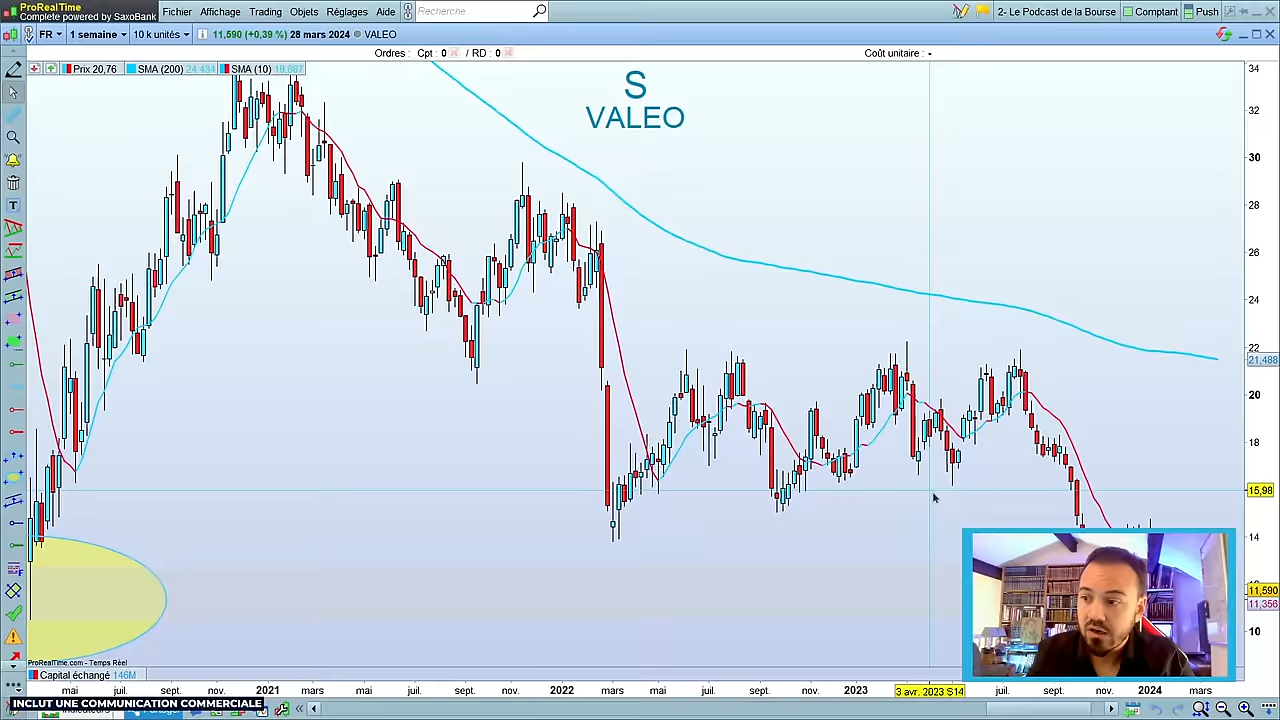 ProRealTime
Complete powered by SaxoBank
Fichier Affichage Trading Objets Réglages Aide Recherche 2- Le Podcast de la Bourse Comptant Push
FR 1 semaine 10 k unités i 11,590 (+0,39 %) 28 mars 2024 VALEO
Ordres : Cpt : 0 / RD : 0 Coût unitaire : -
Prix 20,76 SMA (200) 24,434 SMA (10) 19,687
S
VALEO
34
32
30
28
26
24
22
21,488
20
18
15,98
14
11,590
11,356
10
ProRealTime.com - Temps Réel
Capital échangé 146M
mai juil. sept. nov. 2021 mars mai juil. sept. nov. 2022 mars mai juil. sept. nov. 2023 3 avr. 2023 S14 juil. sept. nov. 2024 mars
INCLUT UNE COMMUNICATION COMMERCIALE